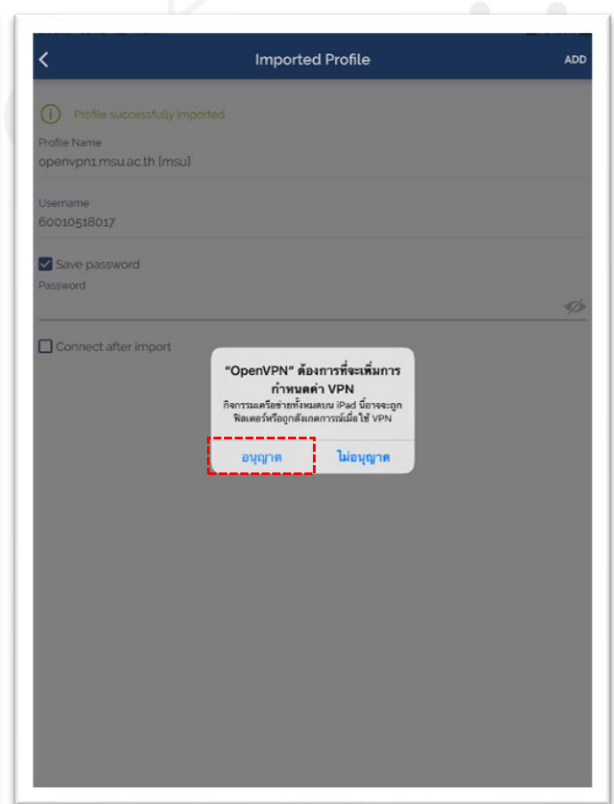 Imported Profile
ADD
Profile successfully imported
Profile Name
openvpn1.msu.ac.th [msu]
Username
60010518017
Save password
Password
Connect after import
"OpenVPN" ต้องการที่จะเพิ่มการ
กำหนดค่า VPN
กิจกรรมเครือข่ายทั้งหมดบน iPad นี้อาจจะถูก
ฟิลเตอร์หรือถูกสังเกตการณ์เมื่อใช้ VPN
อนุญาต
ไม่อนุญาต